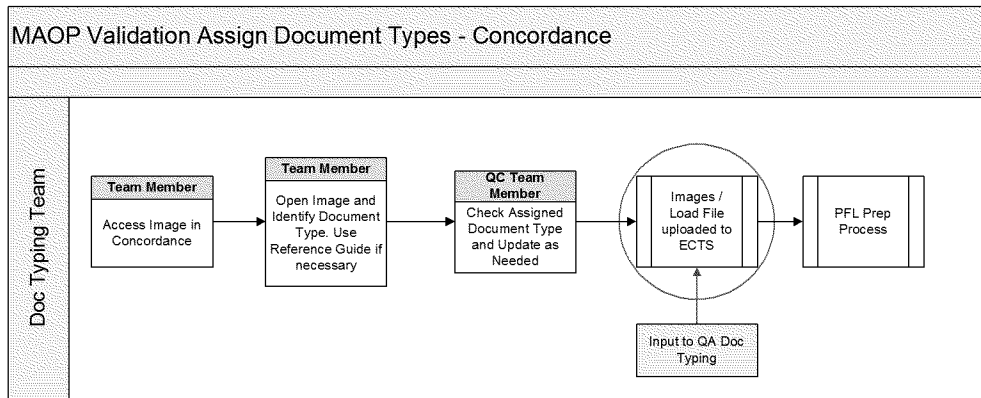 MAOP Validation Assign Document Types - Concordance
Doc Typing Team
Team Member
Access Image in
Concordance
Team Member
Open Image and
Identify Document
Type. Use
Reference Guide if
necessary
QC Team
Member
Check Assigned
Document Type
and Update as
Needed
Images /
Load File
uploaded to
ECTS
PFL Prep
Process
Input to QA Doc
Typing